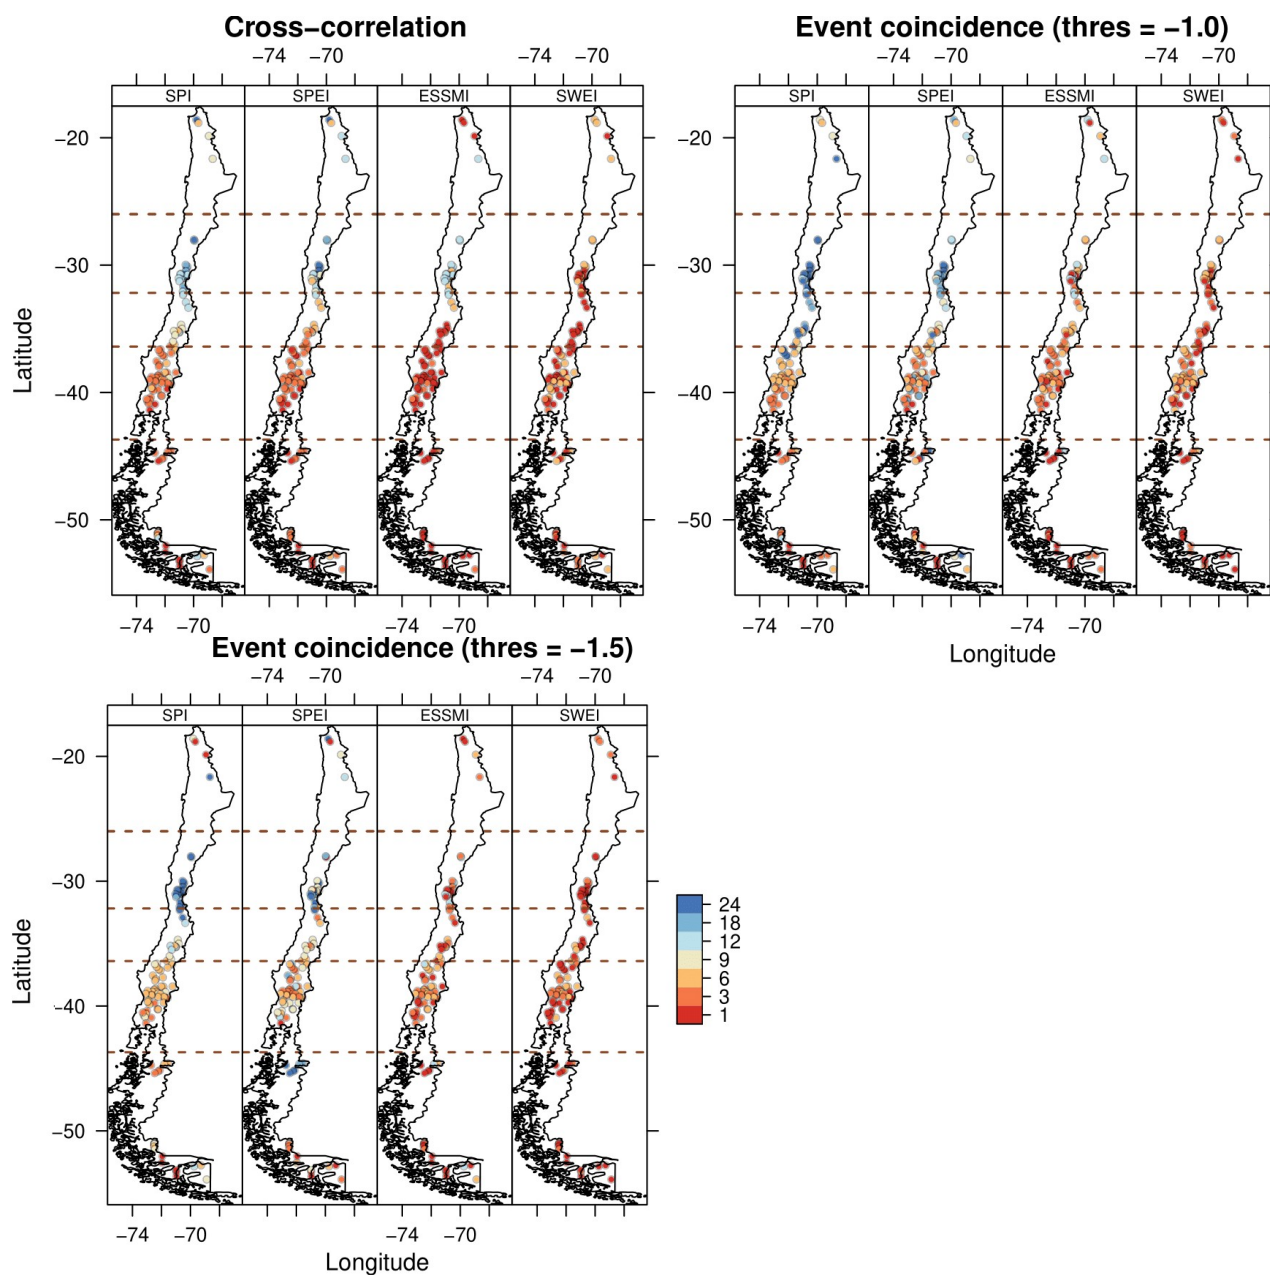 Cross−correlation
−74 −70 −74 −70
SPI SPEI ESSMI SWEI
−20
−30
−40
−50
Latitude
−74 −70 −74 −70
Event coincidence (thres = −1.0)
−74 −70 −74 −70
SPI SPEI ESSMI SWEI
−20
−30
−40
−50
−74 −70 −74 −70
Longitude
Event coincidence (thres = −1.5)
−74 −70 −74 −70
SPI SPEI ESSMI SWEI
−20
−30
−40
−50
Latitude
−74 −70 −74 −70
Longitude
24
18
12
9
6
3
1